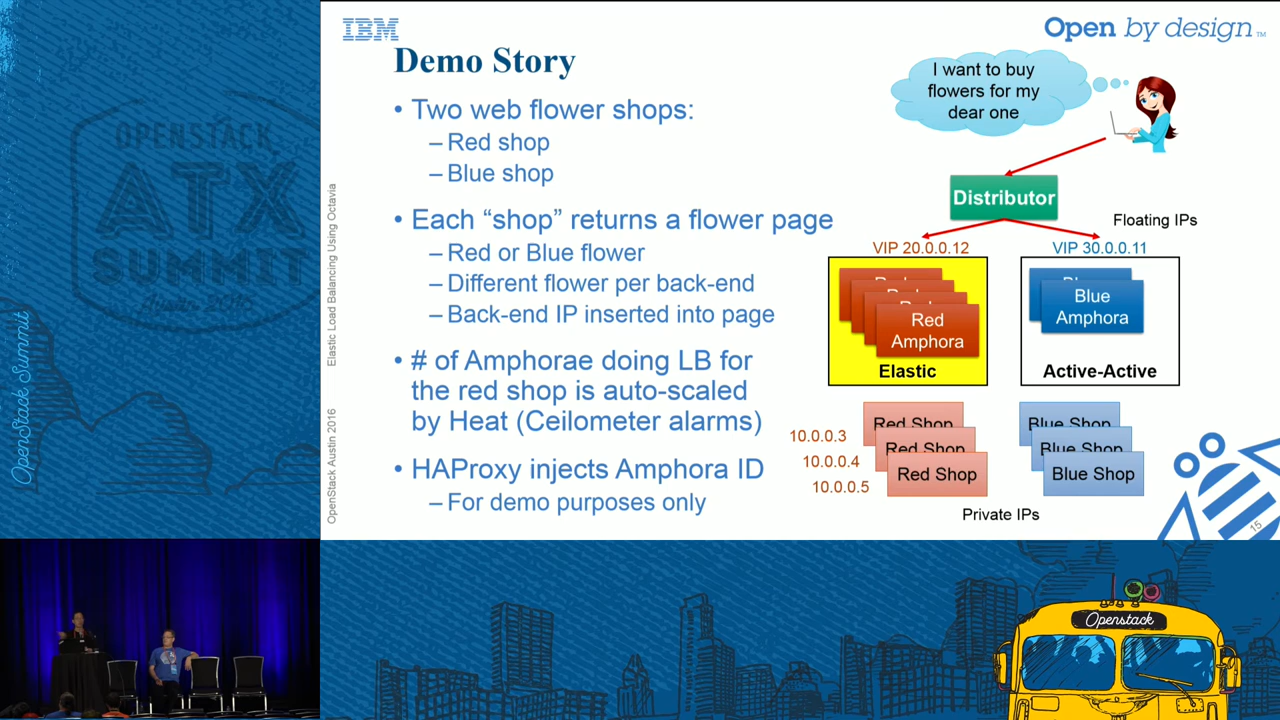 IBM
Open by design™
Demo Story
• Two web flower shops:
– Red shop
– Blue shop
• Each “shop” returns a flower page
– Red or Blue flower
– Different flower per back-end
– Back-end IP inserted into page
• # of Amphorae doing LB for
the red shop is auto-scaled
by Heat (Ceilometer alarms)
• HAProxy injects Amphora ID
– For demo purposes only
I want to buy
flowers for my
dear one
Distributor
Floating IPs
VIP 20.0.0.12
VIP 30.0.0.11
Red
Amphora
Elastic
Blue
Amphora
Active-Active
10.0.0.3
10.0.0.4
10.0.0.5
Red Shop
Red Shop
Red Shop
Blue Shop
Blue Shop
Blue Shop
Private IPs
15
Elastic Load Balancing Using Octavia
OpenStack Austin 2016
OPENSTACK
ATX
SUMMIT
OpenStack Summit
Openstack